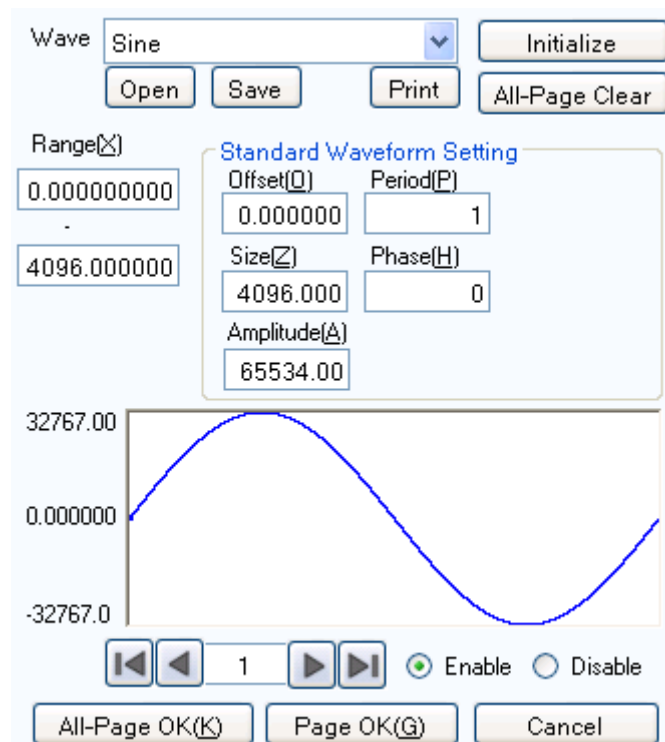 Wave Sine Initialize
Open Save Print All-Page Clear
Range(X)
0.000000000
-
4096.000000
Standard Waveform Setting
Offset(O) Period(P)
0.000000 1
Size(Z) Phase(H)
4096.000 0
Amplitude(A)
65534.00
32767.00
0.000000
-32767.0
1 Enable Disable
All-Page OK(K) Page OK(G) Cancel